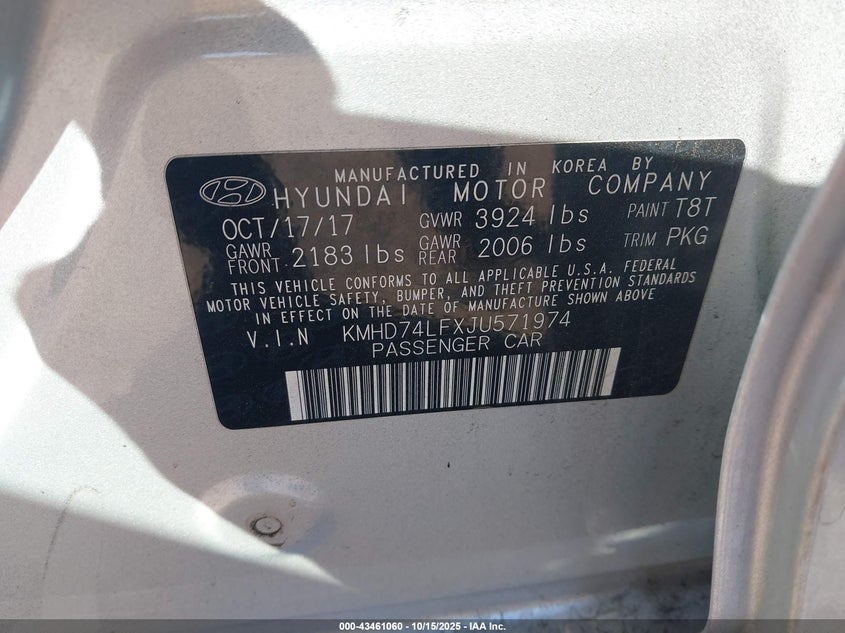 MANUFACTURED IN KOREA BY
HYUNDAI MOTOR COMPANY
OCT/17/17 GVWR 3924 lbs PAINT T8T
GAWR FRONT 2183 lbs GAWR REAR 2006 lbs TRIM PKG
THIS VEHICLE CONFORMS TO ALL APPLICABLE U.S.A. FEDERAL
MOTOR VEHICLE SAFETY, BUMPER, AND THEFT PREVENTION STANDARDS
IN EFFECT ON THE DATE OF MANUFACTURE SHOWN ABOVE
V.I.N KMHD74LFXJU571974
PASSENGER CAR
000-43461060 - 10/15/2025 - IAA Inc.